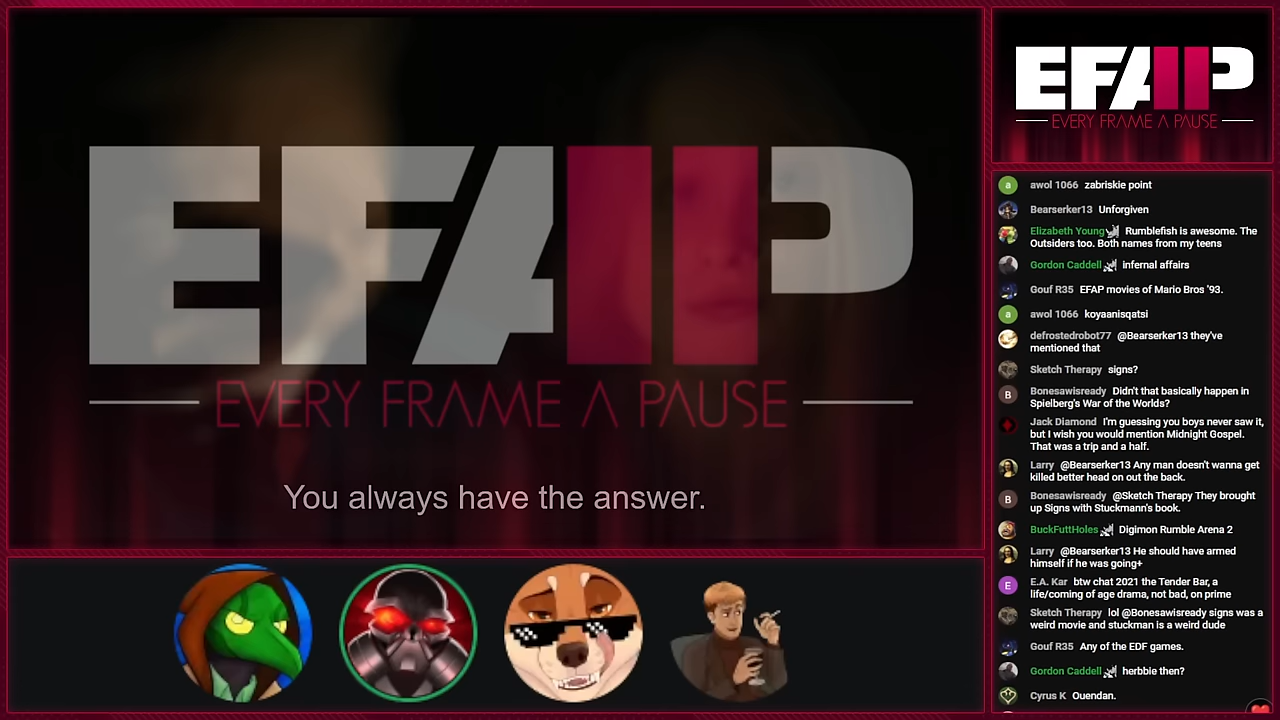 EFAP
EVERY FRAME A PAUSE
You always have the answer.
EFAP
EVERY FRAME A PAUSE
a awol 1066 zabriskie point
Bearserker13 Unforgiven
Elizabeth Young Rumblefish is awesome. The
Outsiders too. Both names from my teens
Gordon Caddell infernal affairs
Gouf R35 EFAP movies of Mario Bros '93.
a awol 1066 koyaanisqatsi
defrostedrobot77 @Bearserker13 they've
mentioned that
Sketch Therapy signs?
B Bonesawisready Didn't that basically happen in
Spielberg's War of the Worlds?
Jack Diamond I'm guessing you boys never saw it,
but I wish you would mention Midnight Gospel.
That was a trip and a half.
Larry @Bearserker13 Any man doesn't wanna get
killed better head on out the back.
B Bonesawisready @Sketch Therapy They brought
up Signs with Stuckmann's book.
BuckFuttHoles Digimon Rumble Arena 2
Larry @Bearserker13 He should have armed
himself if he was going+
E E.A. Kar btw chat 2021 the Tender Bar, a
life/coming of age drama, not bad, on prime
Sketch Therapy lol @Bonesawisready signs was a
weird movie and stuckman is a weird dude
Gouf R35 Any of the EDF games.
Gordon Caddell herbbie then?
Cyrus K Ouendan.